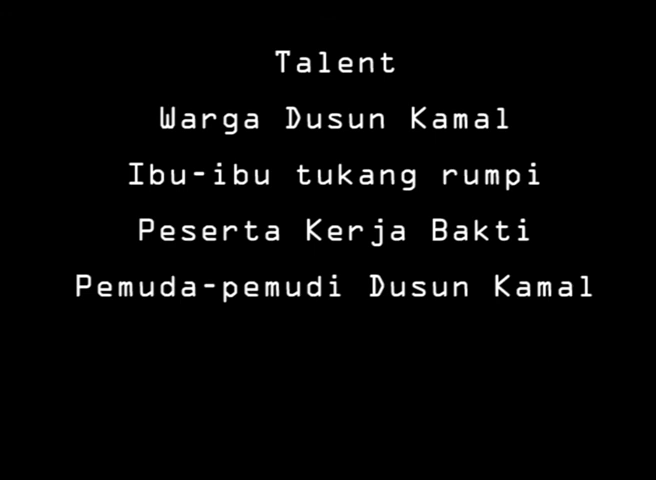 Talent
Warga Dusun Kamal
Ibu-ibu tukang rumpi
Peserta Kerja Bakti
Pemuda-pemudi Dusun Kamal